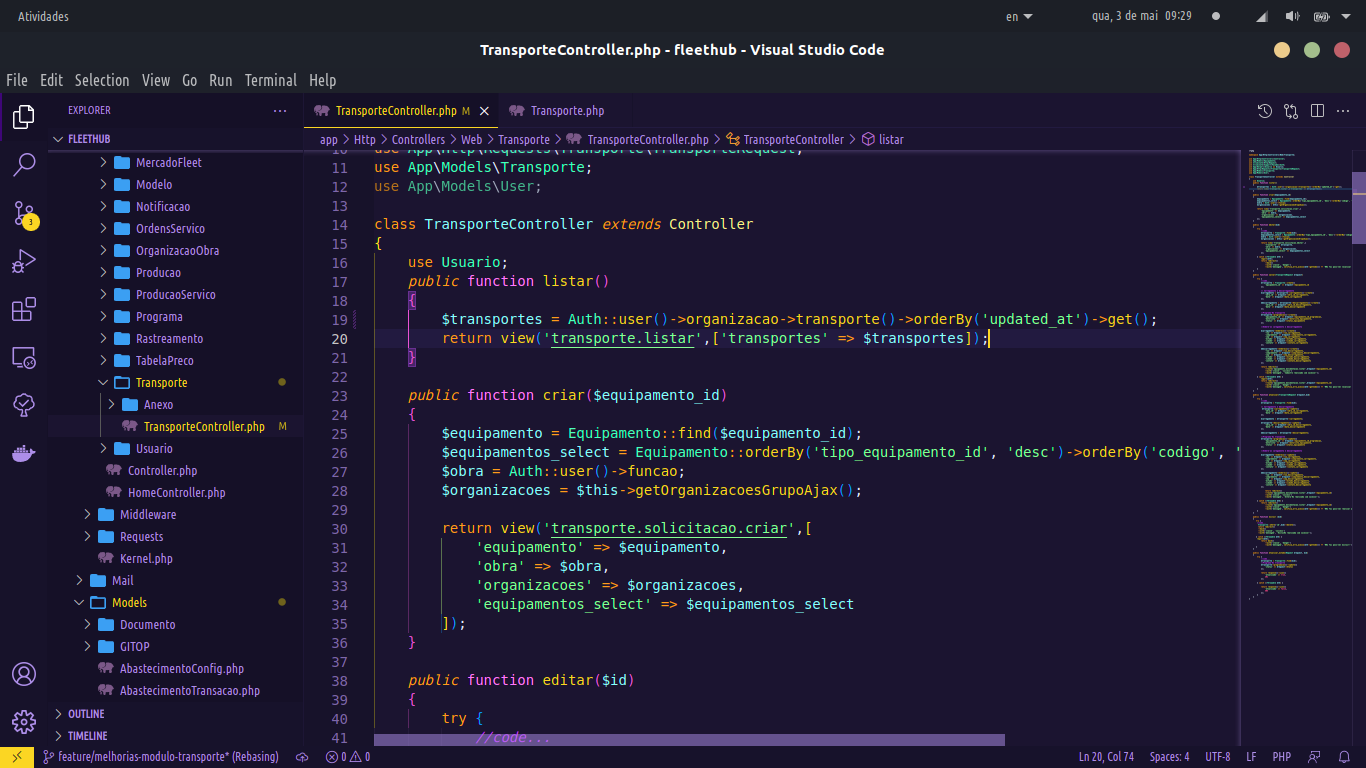 Atividades
en
qua, 3 de mai 09:29
TransporteController.php - fleethub - Visual Studio Code
File Edit Selection View Go Run Terminal Help
EXPLORER
FLEETHUB
MercadoFleet
Modelo
Notificacao
OrdensServico
OrganizacaoObra
Producao
ProducaoServico
Programa
Rastreamento
TabelaPreco
Transporte
Anexo
TransporteController.php M
Usuario
Controller.php
HomeController.php
Middleware
Requests
Kernel.php
Mail
Models
Documento
GITOP
AbastecimentoConfig.php
AbastecimentoTransacao.php
OUTLINE
TIMELINE
3
TransporteController.php M
Transporte.php
app > Http > Controllers > Web > Transporte > TransporteController.php > TransporteController > listar
10 use App\Http\Requests\Transporte\TransporteRequest;
11 use App\Models\Transporte;
12 use App\Models\User;
13
14 class TransporteController extends Controller
15 {
16 use Usuario;
17 public function listar()
18 {
19 $transportes = Auth::user()->organizacao->transporte()->orderBy('updated_at')->get();
20 return view('transporte.listar',['transportes' => $transportes]);
21 }
22
23 public function criar($equipamento_id)
24 {
25 $equipamento = Equipamento::find($equipamento_id);
26 $equipamentos_select = Equipamento::orderBy('tipo_equipamento_id', 'desc')->orderBy('codigo', '
27 $obra = Auth::user()->funcao;
28 $organizacoes = $this->getOrganizacoesGrupoAjax();
29
30 return view('transporte.solicitacao.criar',[
31 'equipamento' => $equipamento,
32 'obra' => $obra,
33 'organizacoes' => $organizacoes,
34 'equipamentos_select' => $equipamentos_select
35 ]);
36 }
37
38 public function editar($id)
39 {
40 try {
41 //code...
feature/melhorias-modulo-transporte* (Rebasing)
0 0
Ln 20, Col 74
Spaces: 4
UTF-8
LF
PHP